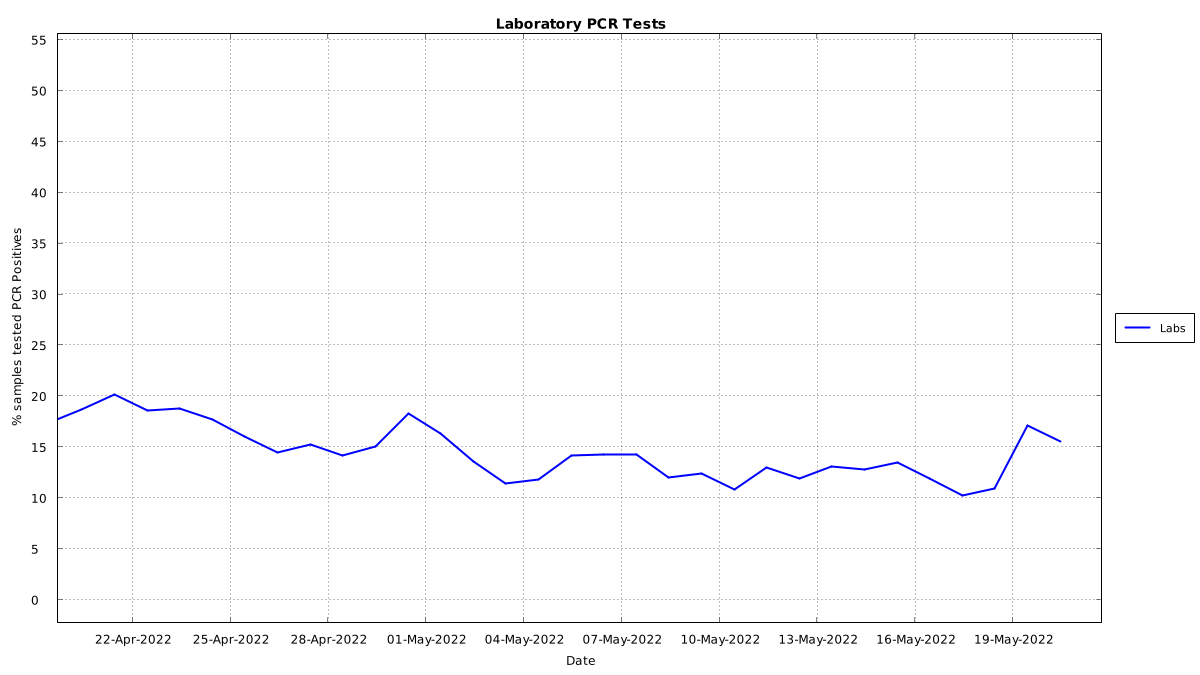 Laboratory PCR Tests
55
50
45
40
35
30
25
20
15
10
5
0
% samples tested PCR Positives
Labs
22-Apr-2022 25-Apr-2022 28-Apr-2022 01-May-2022 04-May-2022 07-May-2022 10-May-2022 13-May-2022 16-May-2022 19-May-2022
Date